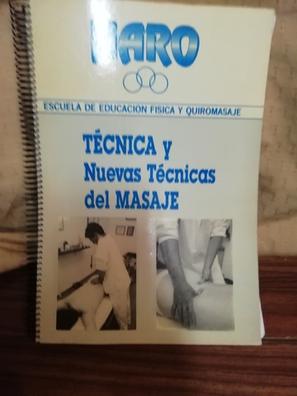 HARO
ESCUELA DE EDUCACION FISICA Y QUIROMASAJE
TÉCNICA y
Nuevas Técnicas
del MASAJE